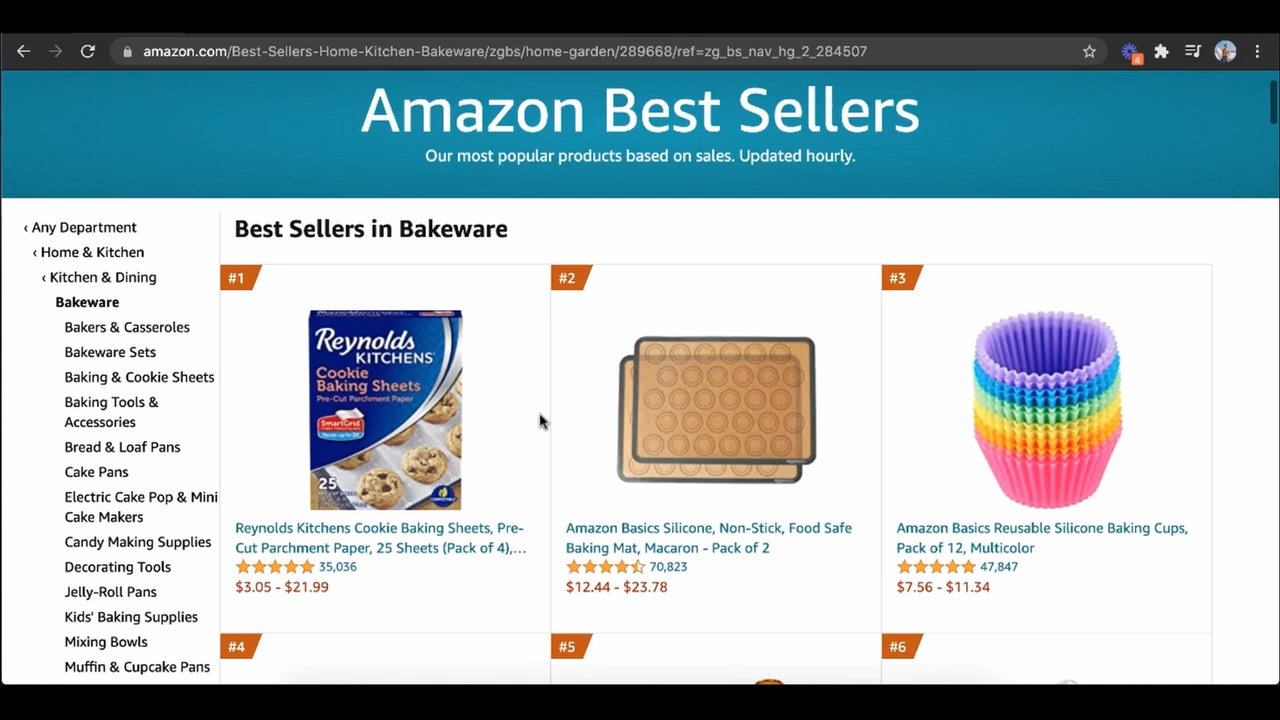 amazon.com/Best-Sellers-Home-Kitchen-Bakeware/zgbs/home-garden/289668/ref=zg_bs_nav_hg_2_284507
4
Amazon Best Sellers
Our most popular products based on sales. Updated hourly.
‹ Any Department
‹ Home & Kitchen
‹ Kitchen & Dining
Bakeware
Bakers & Casseroles
Bakeware Sets
Baking & Cookie Sheets
Baking Tools &
Accessories
Bread & Loaf Pans
Cake Pans
Electric Cake Pop & Mini
Cake Makers
Candy Making Supplies
Decorating Tools
Jelly-Roll Pans
Kids' Baking Supplies
Mixing Bowls
Muffin & Cupcake Pans
Best Sellers in Bakeware
#1
Reynolds
KITCHENS
Cookie
Baking Sheets
Pre-Cut Parchment Paper
SmartGrid
25
Reynolds Kitchens Cookie Baking Sheets, Pre-
Cut Parchment Paper, 25 Sheets (Pack of 4),...
35,036
$3.05 - $21.99
#2
Amazon Basics Silicone, Non-Stick, Food Safe
Baking Mat, Macaron - Pack of 2
70,823
$12.44 - $23.78
#3
Amazon Basics Reusable Silicone Baking Cups,
Pack of 12, Multicolor
47,847
$7.56 - $11.34
#4
#5
#6